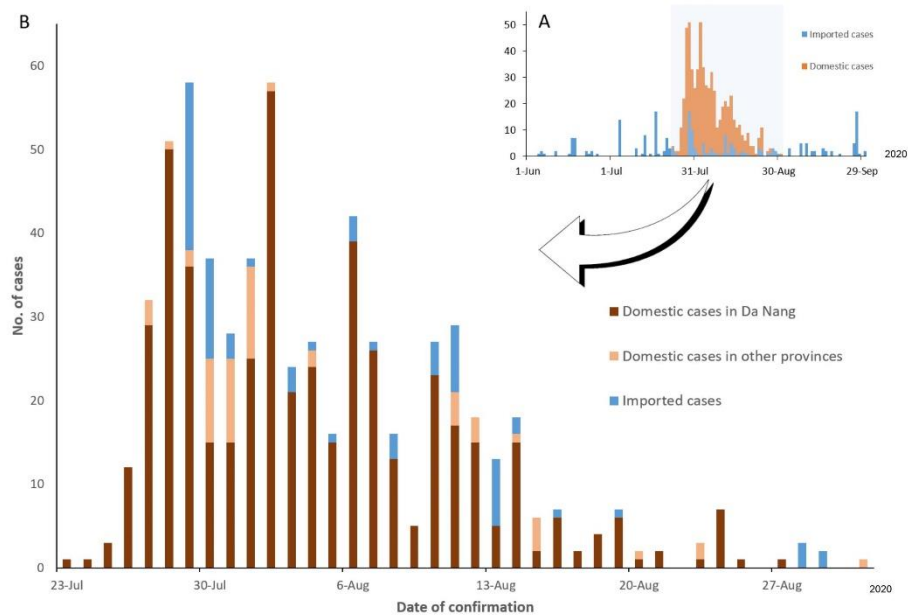 B
A
50
40
30
20
10
0
1-Jun
1-Jul
31-Jul
30-Aug
29-Sep
2020
Imported cases
Domestic cases
No. of cases
60
50
40
30
20
10
0
23-Jul
30-Jul
6-Aug
13-Aug
20-Aug
27-Aug
2020
Date of confirmation
Domestic cases in Da Nang
Domestic cases in other provinces
Imported cases